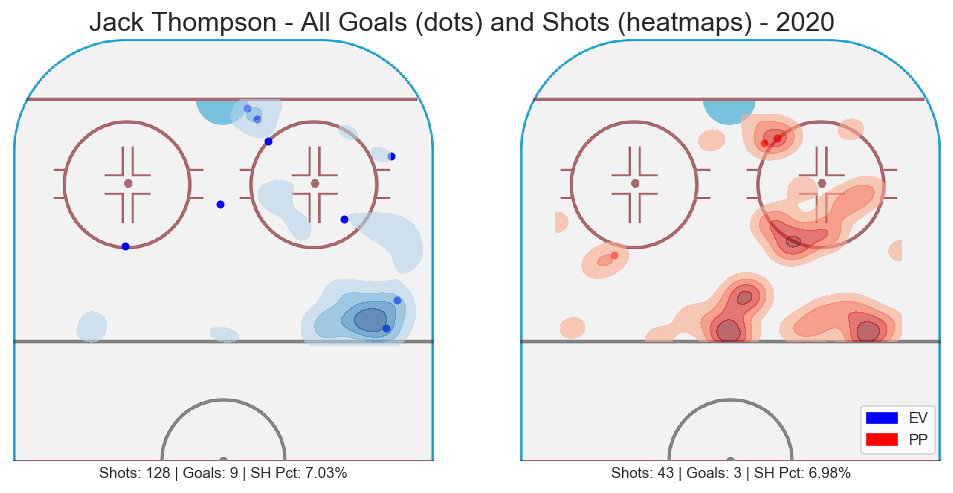 Jack Thompson - All Goals (dots) and Shots (heatmaps) - 2020
EV
PP
Shots: 128 | Goals: 9 | SH Pct: 7.03%
Shots: 43 | Goals: 3 | SH Pct: 6.98%